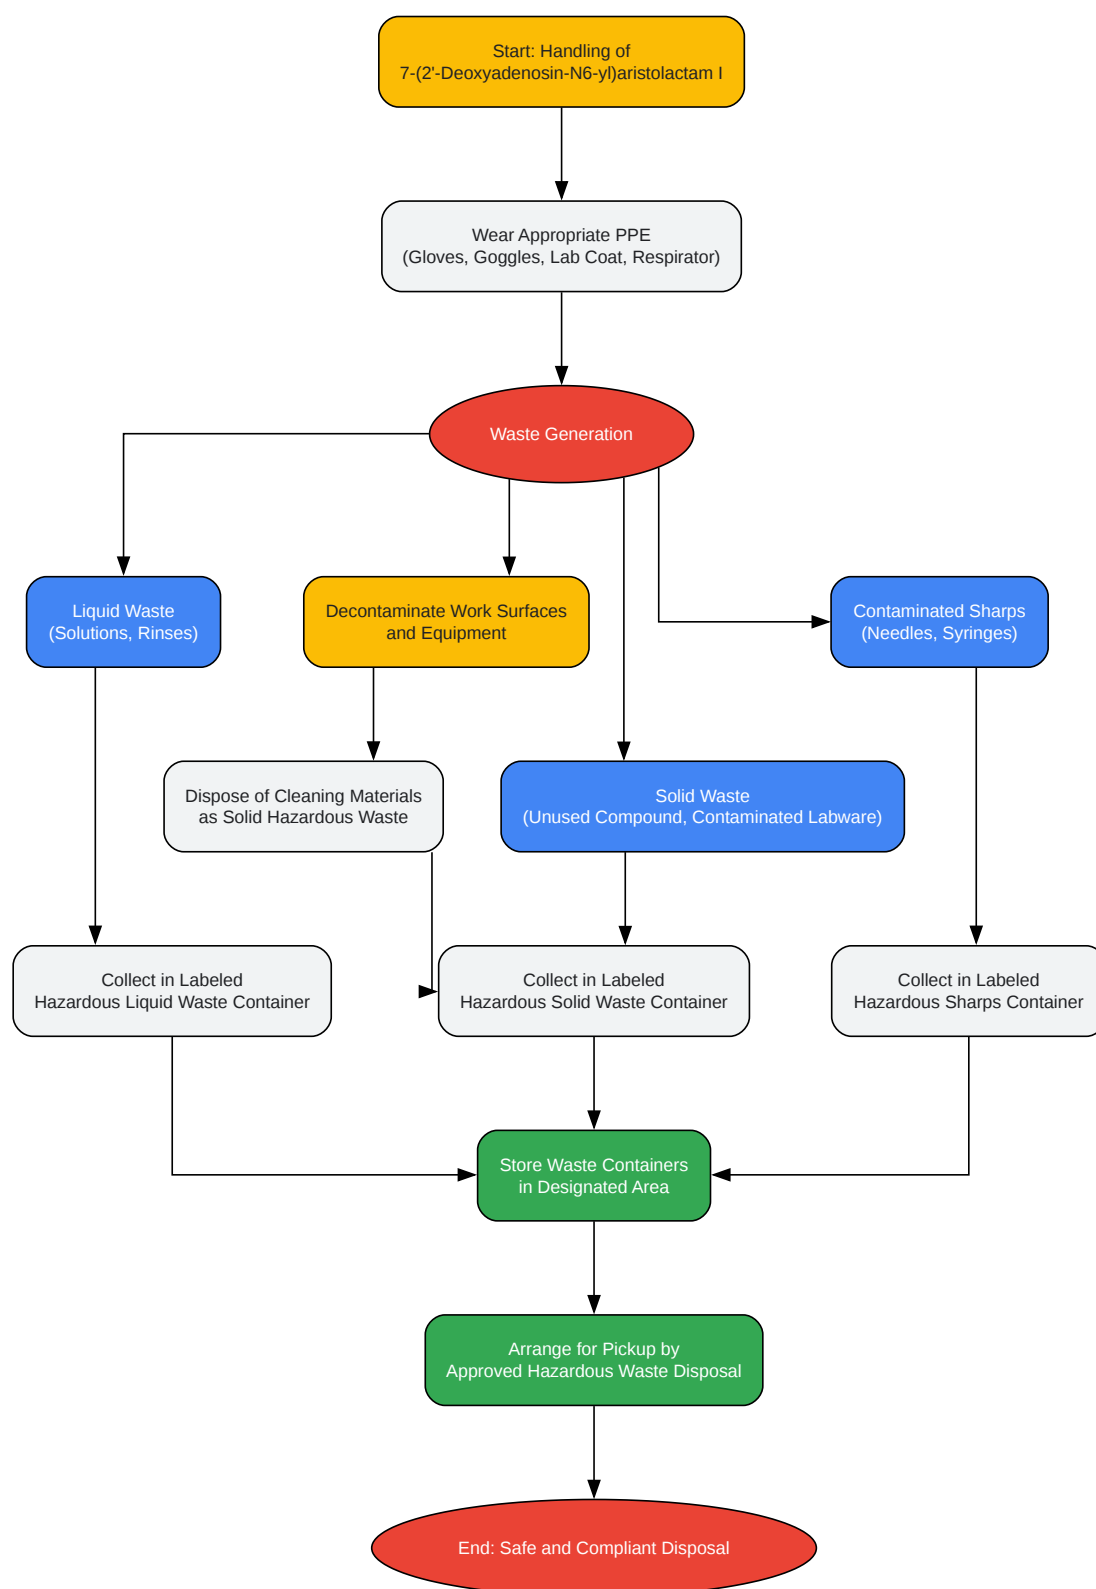 Start: Handling of
7-(2'-Deoxyadenosin-N6-yl)aristolactam I
Wear Appropriate PPE
(Gloves, Goggles, Lab Coat, Respirator)
Waste Generation
Liquid Waste
(Solutions, Rinses)
Decontaminate Work Surfaces
and Equipment
Contaminated Sharps
(Needles, Syringes)
Dispose of Cleaning Materials
as Solid Hazardous Waste
Solid Waste
(Unused Compound, Contaminated Labware)
Collect in Labeled
Hazardous Liquid Waste Container
Collect in Labeled
Hazardous Solid Waste Container
Collect in Labeled
Hazardous Sharps Container
Store Waste Containers
in Designated Area
Arrange for Pickup by
Approved Hazardous Waste Disposal
End: Safe and Compliant Disposal